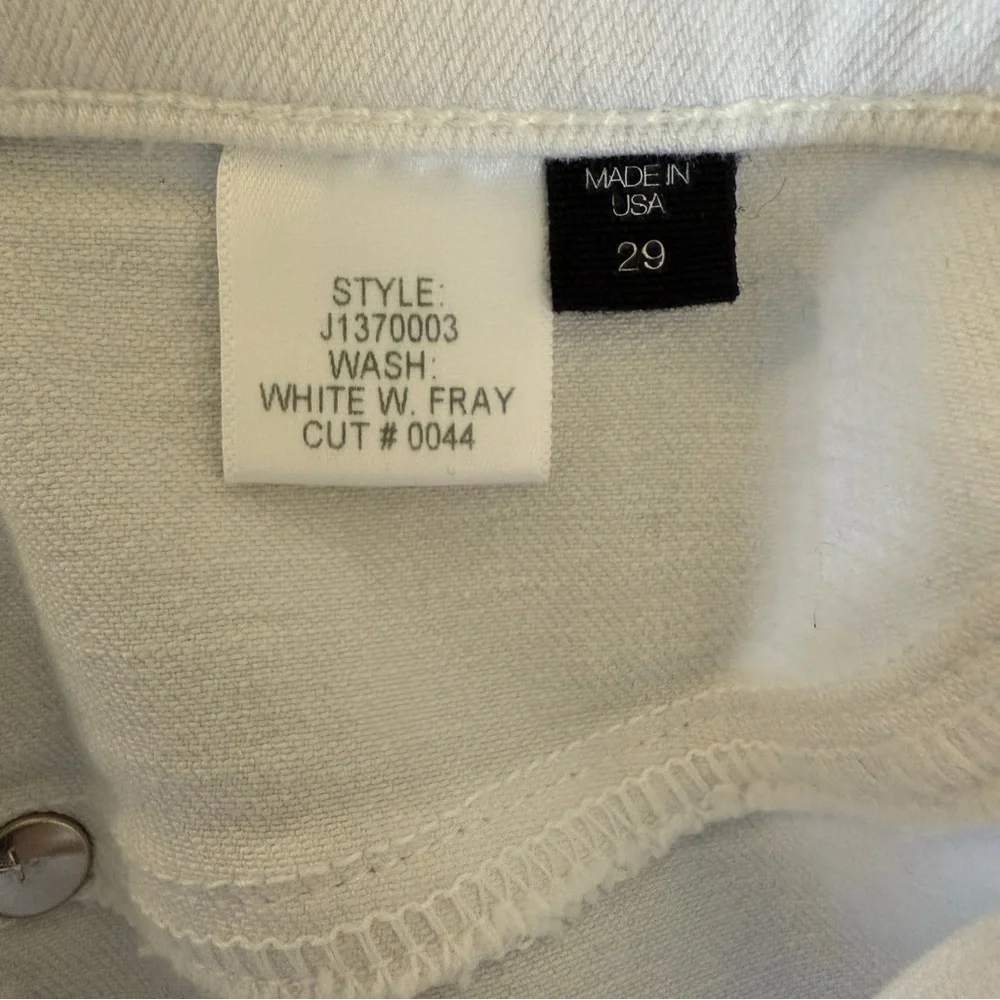 STYLE:
J1370003
WASH:
WHITE W. FRAY
CUT # 0044
MADE IN
USA
29